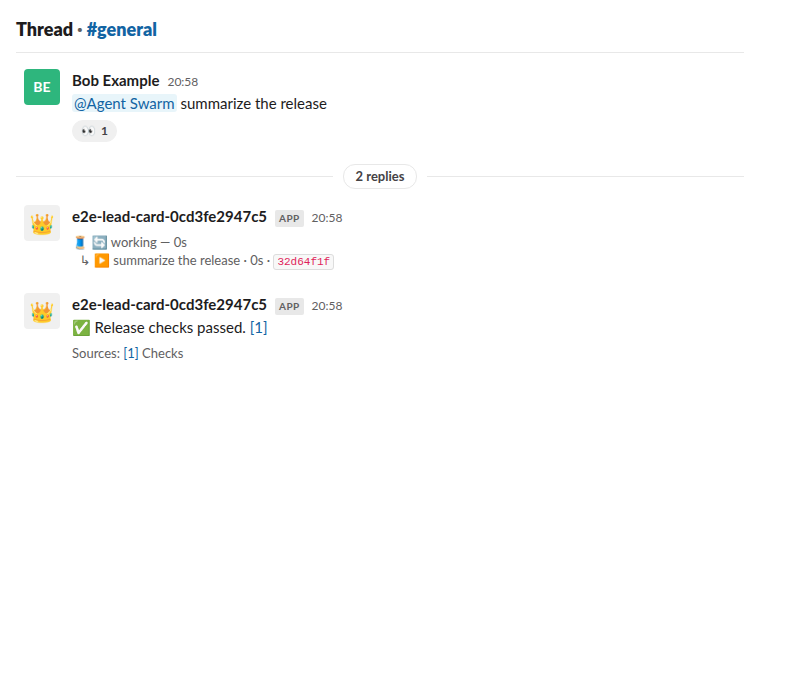 Thread • #general
BE
Bob Example 20:58
@Agent Swarm summarize the release
👀 1
2 replies
e2e-lead-card-0cd3fe2947c5 APP 20:58
🧵 🔄 working — 0s
↳ ▶️ summarize the release · 0s · 32d64f1f
e2e-lead-card-0cd3fe2947c5 APP 20:58
✅ Release checks passed. [1]
Sources: [1] Checks